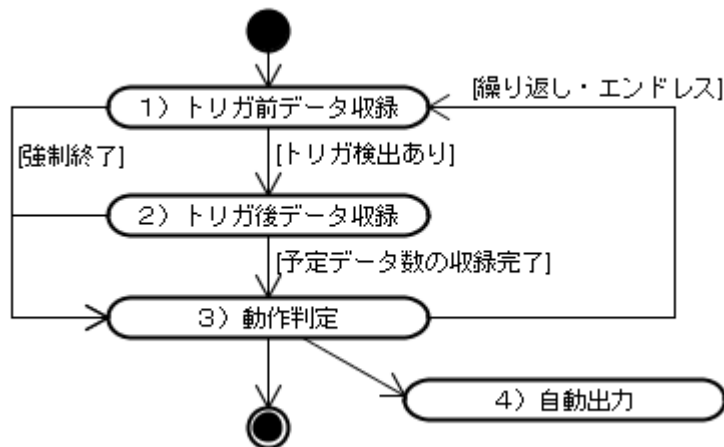 [繰り返し・エンドレス]
1）トリガ前データ収録
[強制終了]
[トリガ検出あり]
2）トリガ後データ収録
[予定データ数の収録完了]
3）動作判定
4）自動出力